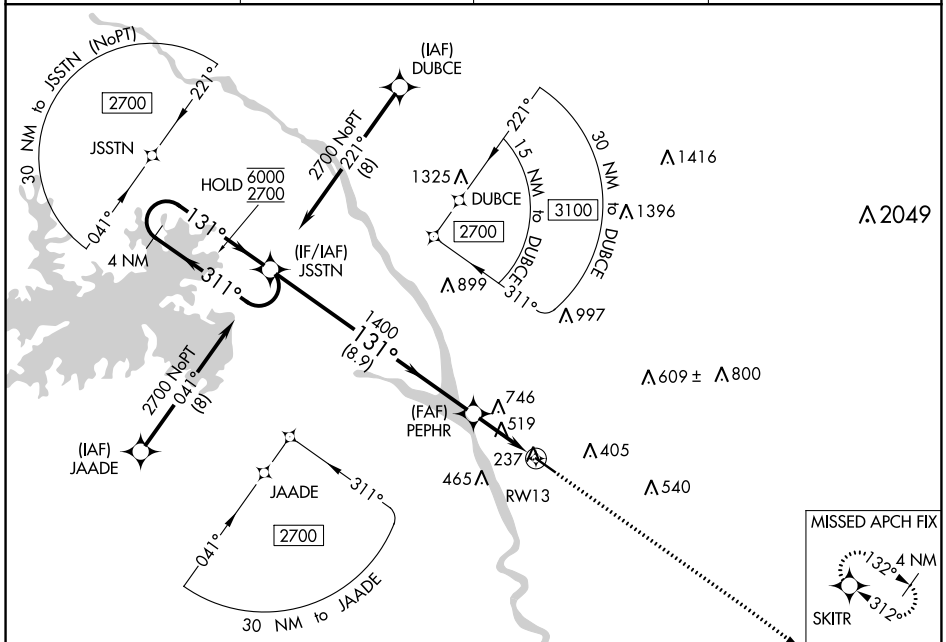 30 NM to JSSTN (NoPT)
2700
221°
JSSTN
041°
(IAF)
DUBCE
2700 NoPT
221°
(8)
HOLD 6000
2700
131°
4 NM
311°
(IF/IAF)
JSSTN
221°
15 NM to DUBCE
30 NM to DUBCE
1325
DUBCE
2700
3100
311°
1416
1396
2049
899
997
1400
131°
(8.9)
2700 NoPT
041°
(8)
(IAF)
JAADE
(FAF)
PEPHR
746
519
237
465
RW13
609 ±
800
405
540
JAADE
311°
041°
2700
30 NM to JAADE
MISSED APCH FIX
132°
4 NM
312°
SKITR